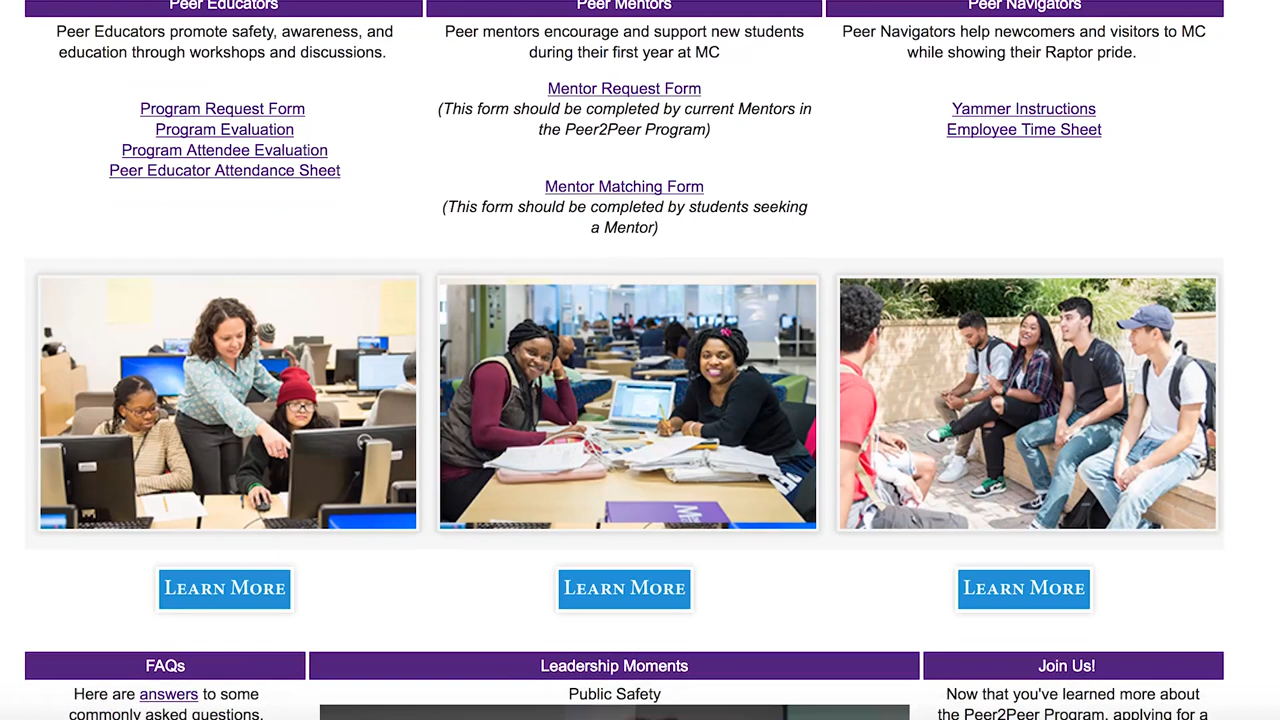 Peer Educators
Peer Mentors
Peer Navigators
Peer Educators promote safety, awareness, and
education through workshops and discussions.
Program Request Form
Program Evaluation
Program Attendee Evaluation
Peer Educator Attendance Sheet
Peer mentors encourage and support new students
during their first year at MC
Mentor Request Form
(This form should be completed by current Mentors in
the Peer2Peer Program)
Mentor Matching Form
(This form should be completed by students seeking
a Mentor)
Peer Navigators help newcomers and visitors to MC
while showing their Raptor pride.
Yammer Instructions
Employee Time Sheet
LEARN MORE
LEARN MORE
LEARN MORE
FAQs
Here are answers to some
commonly asked questions.
Leadership Moments
Public Safety
Join Us!
Now that you've learned more about
the Peer2Peer Program, applying for a